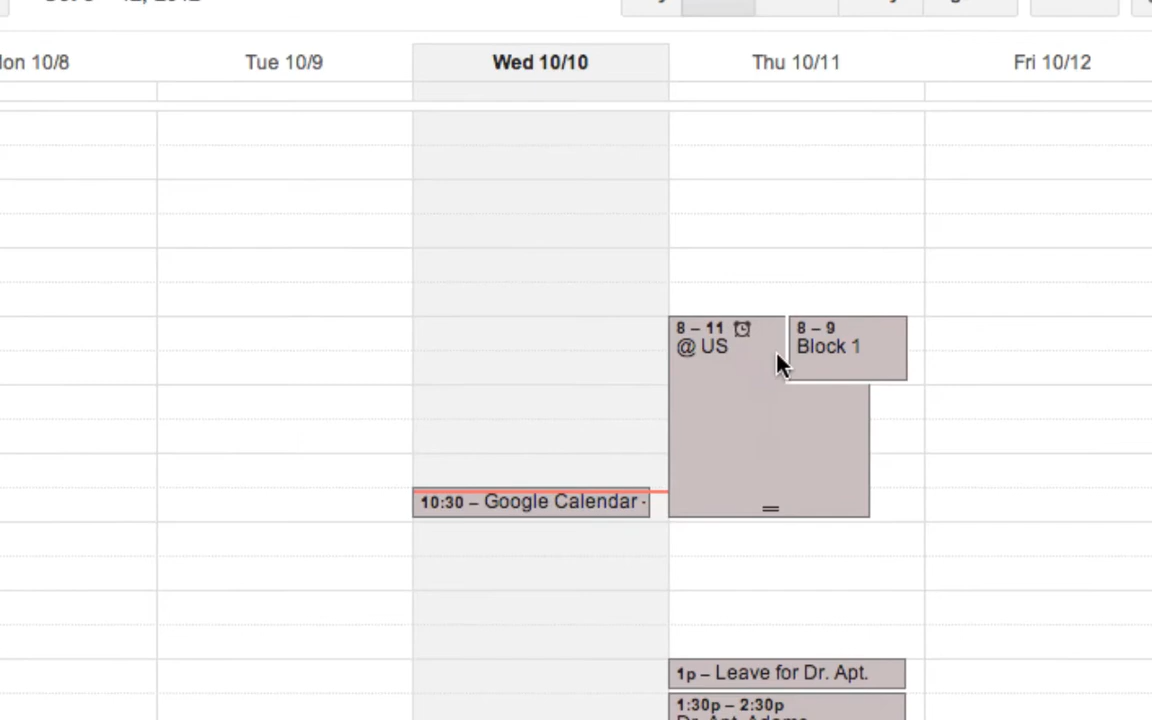 Mon 10/8
Tue 10/9
Wed 10/10
Thu 10/11
Fri 10/12
8 – 11
@ US
8 – 9
Block 1
10:30 – Google Calendar -
1p – Leave for Dr. Apt.
1:30p – 2:30p